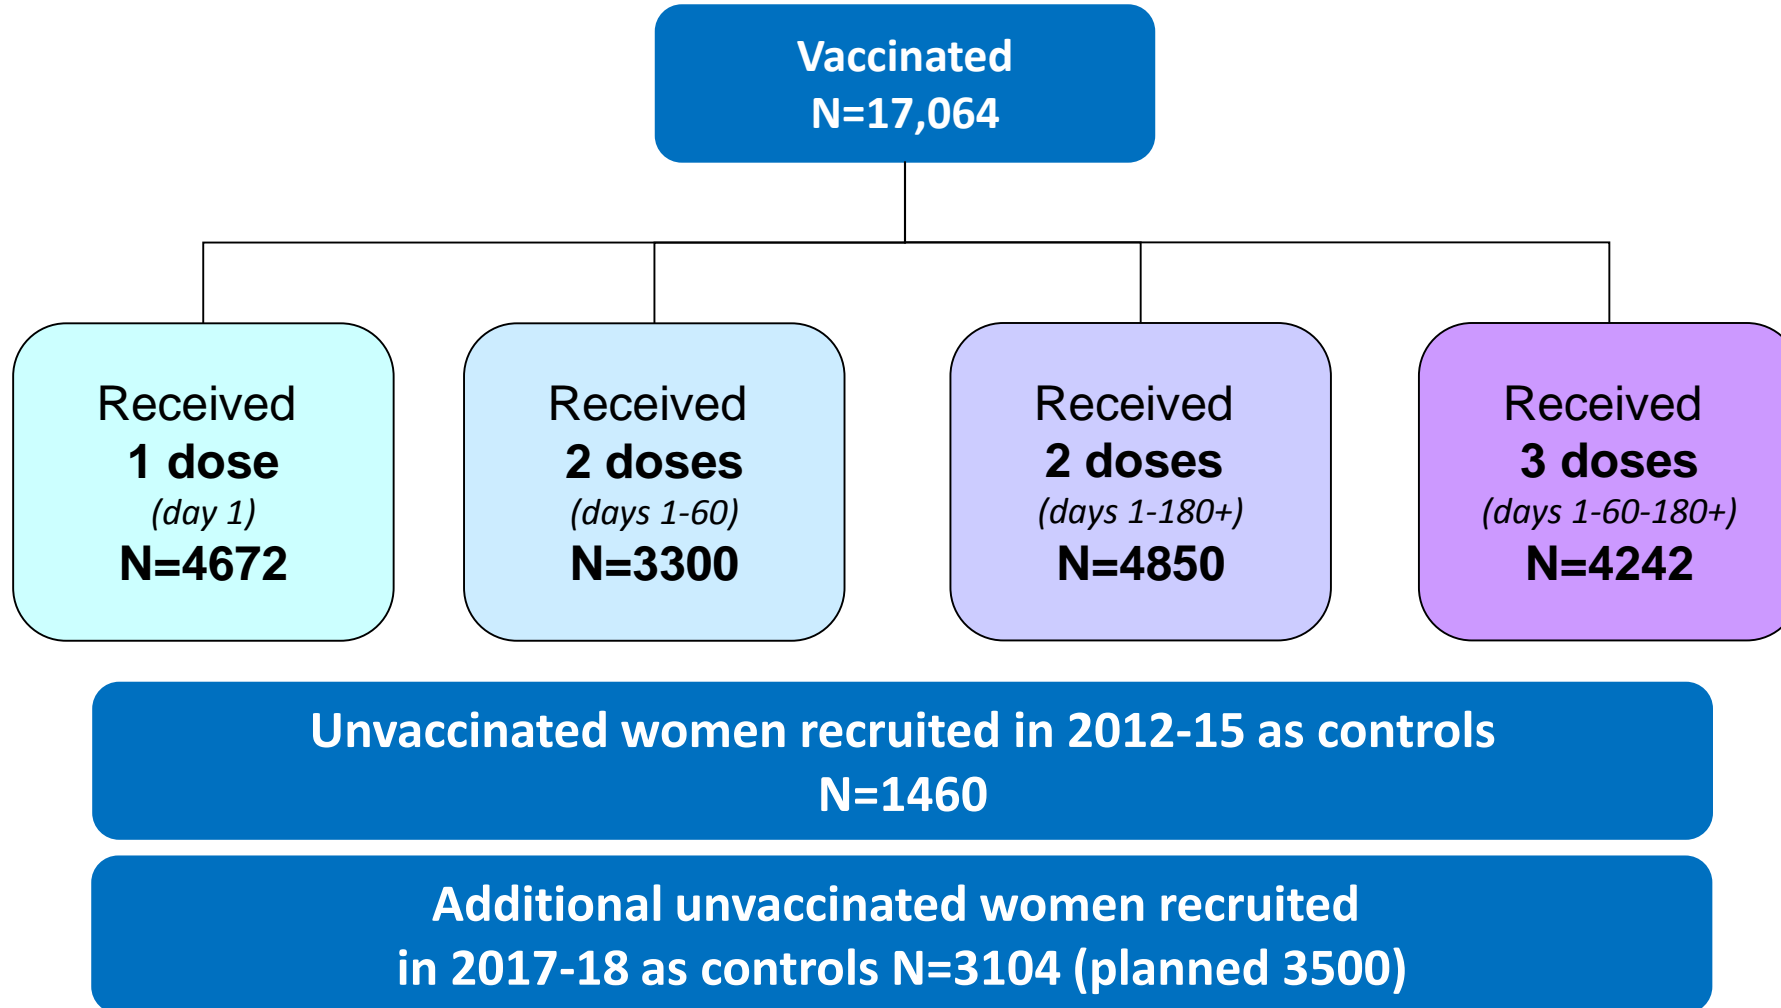 Vaccinated
N=17,064
Received
1 dose
(day 1)
N=4672
Received
2 doses
(days 1-60)
N=3300
Received
2 doses
(days 1-180+)
N=4850
Received
3 doses
(days 1-60-180+)
N=4242
Unvaccinated women recruited in 2012-15 as controls
N=1460
Additional unvaccinated women recruited
in 2017-18 as controls N=3104 (planned 3500)